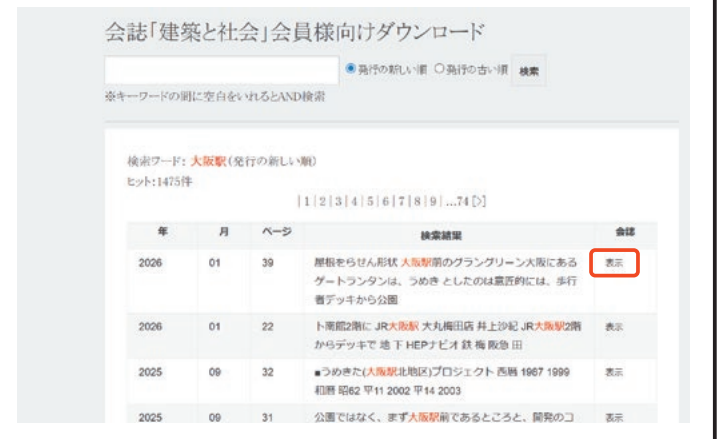 会誌「建築と社会」会員様向けダウンロード
発行の新しい順 発行の古い順 検索
※キーワードの間に空白をいれるとAND検索
検索ワード: 大阪駅(発行の新しい順)
ヒット:1475件
| 1 | 2 | 3 | 4 | 5 | 6 | 7 | 8 | 9 | ...74 [>]
年 月 ページ 検索結果 会誌
2026 01 39 屋根をらせん形状 大阪駅前のグラングリーン大阪にある 表示
ゲートランタンは、うめき としたのは意匠的には、歩行
者デッキから公園
2026 01 22 ト南館2階に JR大阪駅 大丸梅田店 井上沙紀 JR大阪駅2階 表示
からデッキで 地 下 HEPナビオ 鉄 梅 阪急 田
2025 09 32 ■うめきた(大阪駅北地区)プロジェクト 西暦 1987 1999 表示
和暦 昭62 平11 2002 平14 2003
2025 09 31 公園ではなく、まず大阪駅前であるところと、開発のコ 表示